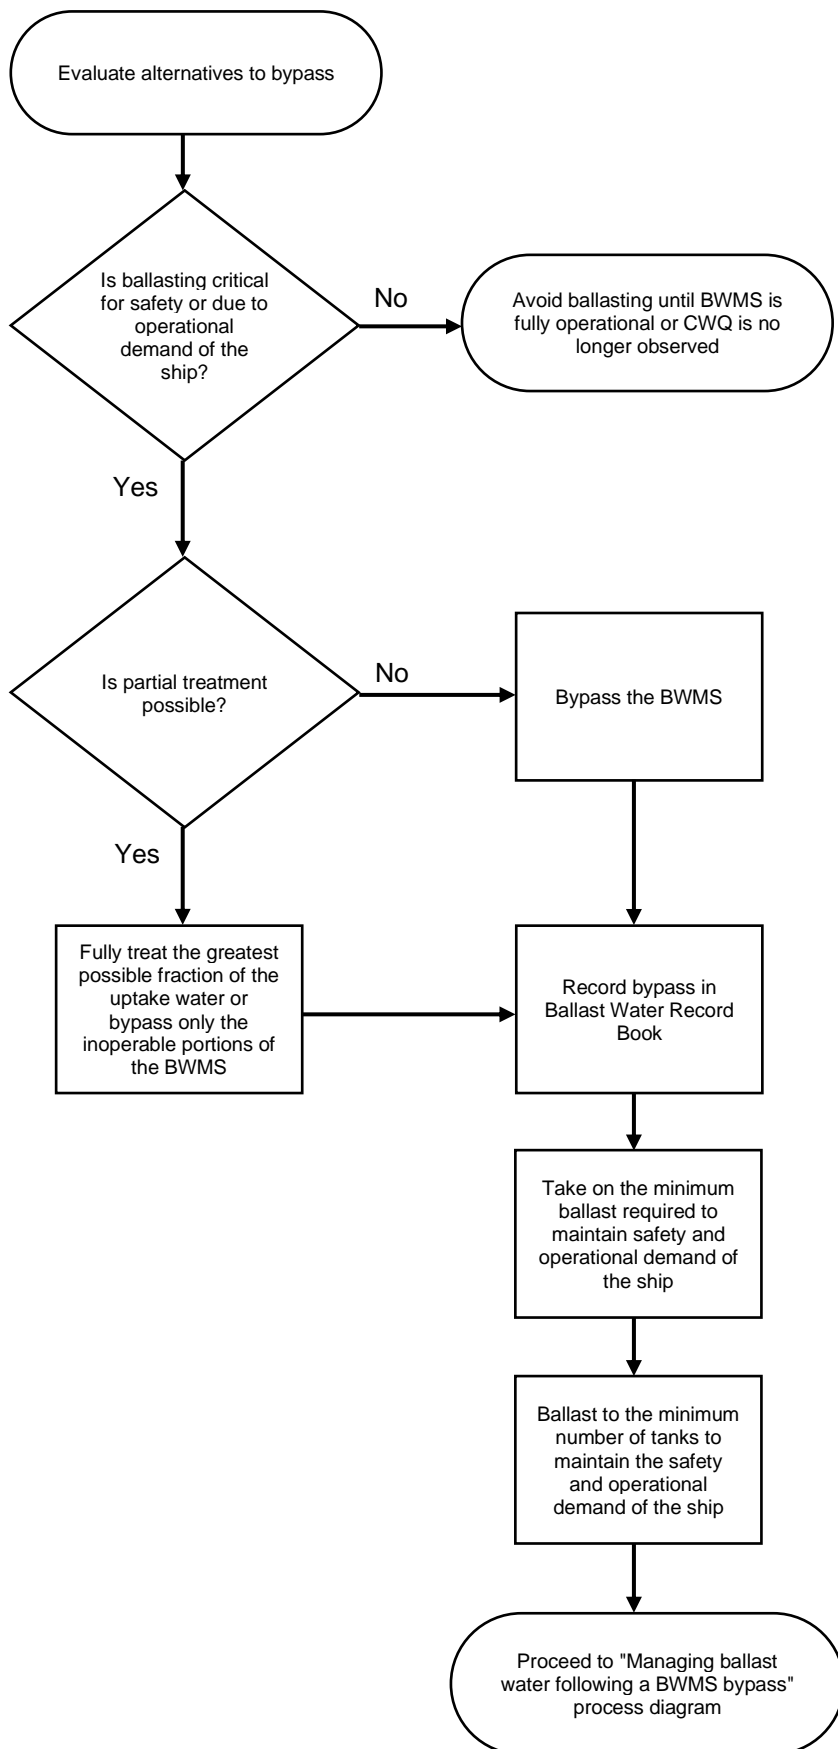 Evaluate alternatives to bypass
Is ballasting critical
for safety or due to
operational
demand of the
ship?
No
Avoid ballasting until BWMS is
fully operational or CWQ is no
longer observed
Yes
Is partial treatment
possible?
No
Bypass the BWMS
Yes
Fully treat the greatest
possible fraction of the
uptake water or
bypass only the
inoperable portions of
the BWMS
Record bypass in
Ballast Water Record
Book
Take on the minimum
ballast required to
maintain safety and
operational demand of
the ship
Ballast to the minimum
number of tanks to
maintain the safety
and operational
demand of the ship
Proceed to "Managing ballast
water following a BWMS bypass"
process diagram